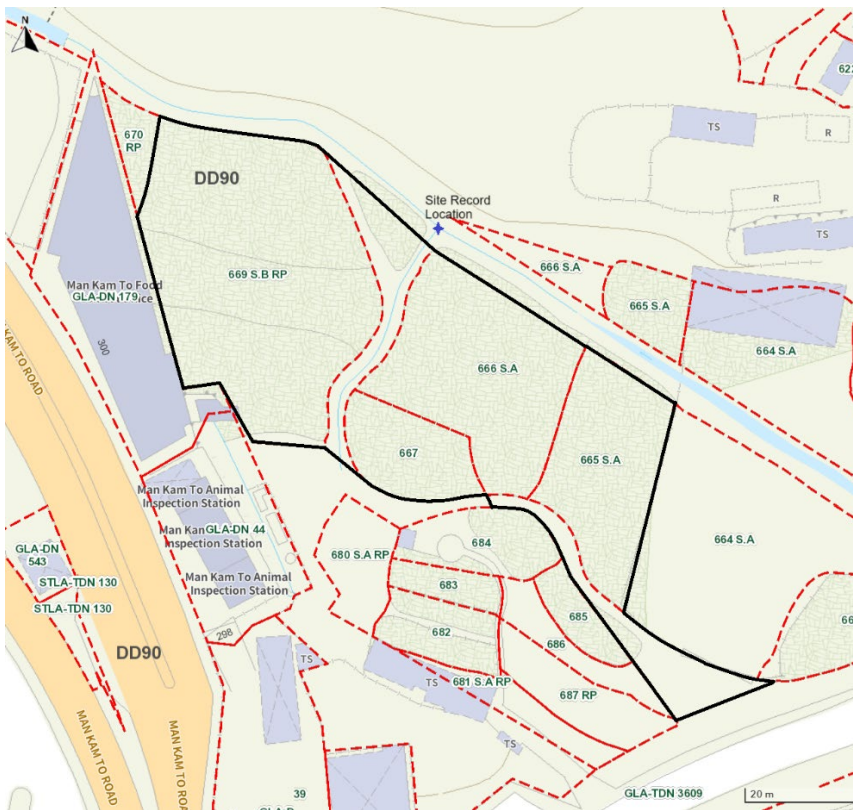 N
670
RP
DD90
TS
R
R
TS
622
Site Record
Location
666 S.A
665 S.A
669 S.B RP
Man Kam To Food
GLA-DN 179
300
664 S.A
MAN KAM TO ROAD
666 S.A
667
665 S.A
664 S.A
Man Kam To Animal
Inspection Station
GLA-DN 44
Inspection Station
Man Kam To Animal
Inspection Station
GLA-DN
543
STLA-TDN 130
STLA-TDN 130
680 S.A RP
684
683
682
685
686
681 S.A RP
687 RP
298
TS
TS
TS
DD90
MAN KAM TO ROAD
MAN KAM TO ROAD
39
GLA-TDN 3609
20 m